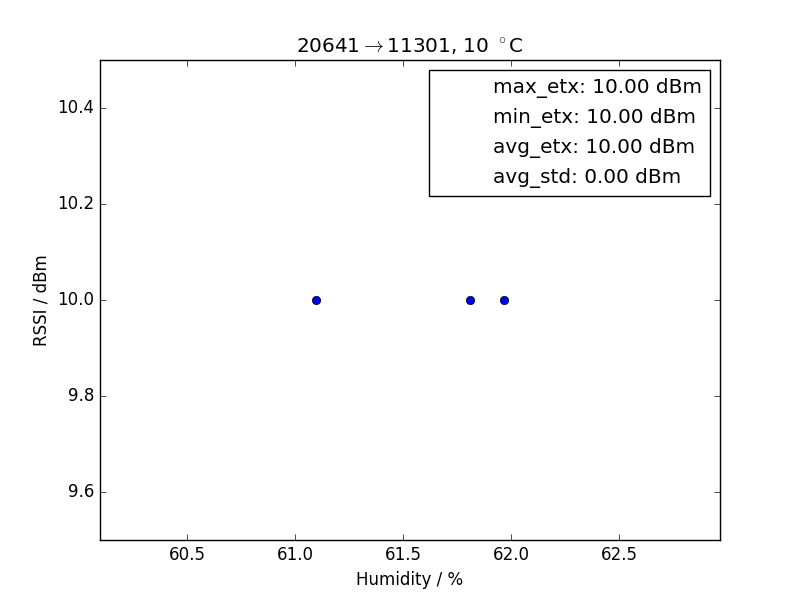 20641→11301, 10 °C
max_etx: 10.00 dBm
min_etx: 10.00 dBm
avg_etx: 10.00 dBm
avg_std: 0.00 dBm
10.4
10.2
10.0
9.8
9.6
RSSI / dBm
60.5 61.0 61.5 62.0 62.5
Humidity / %